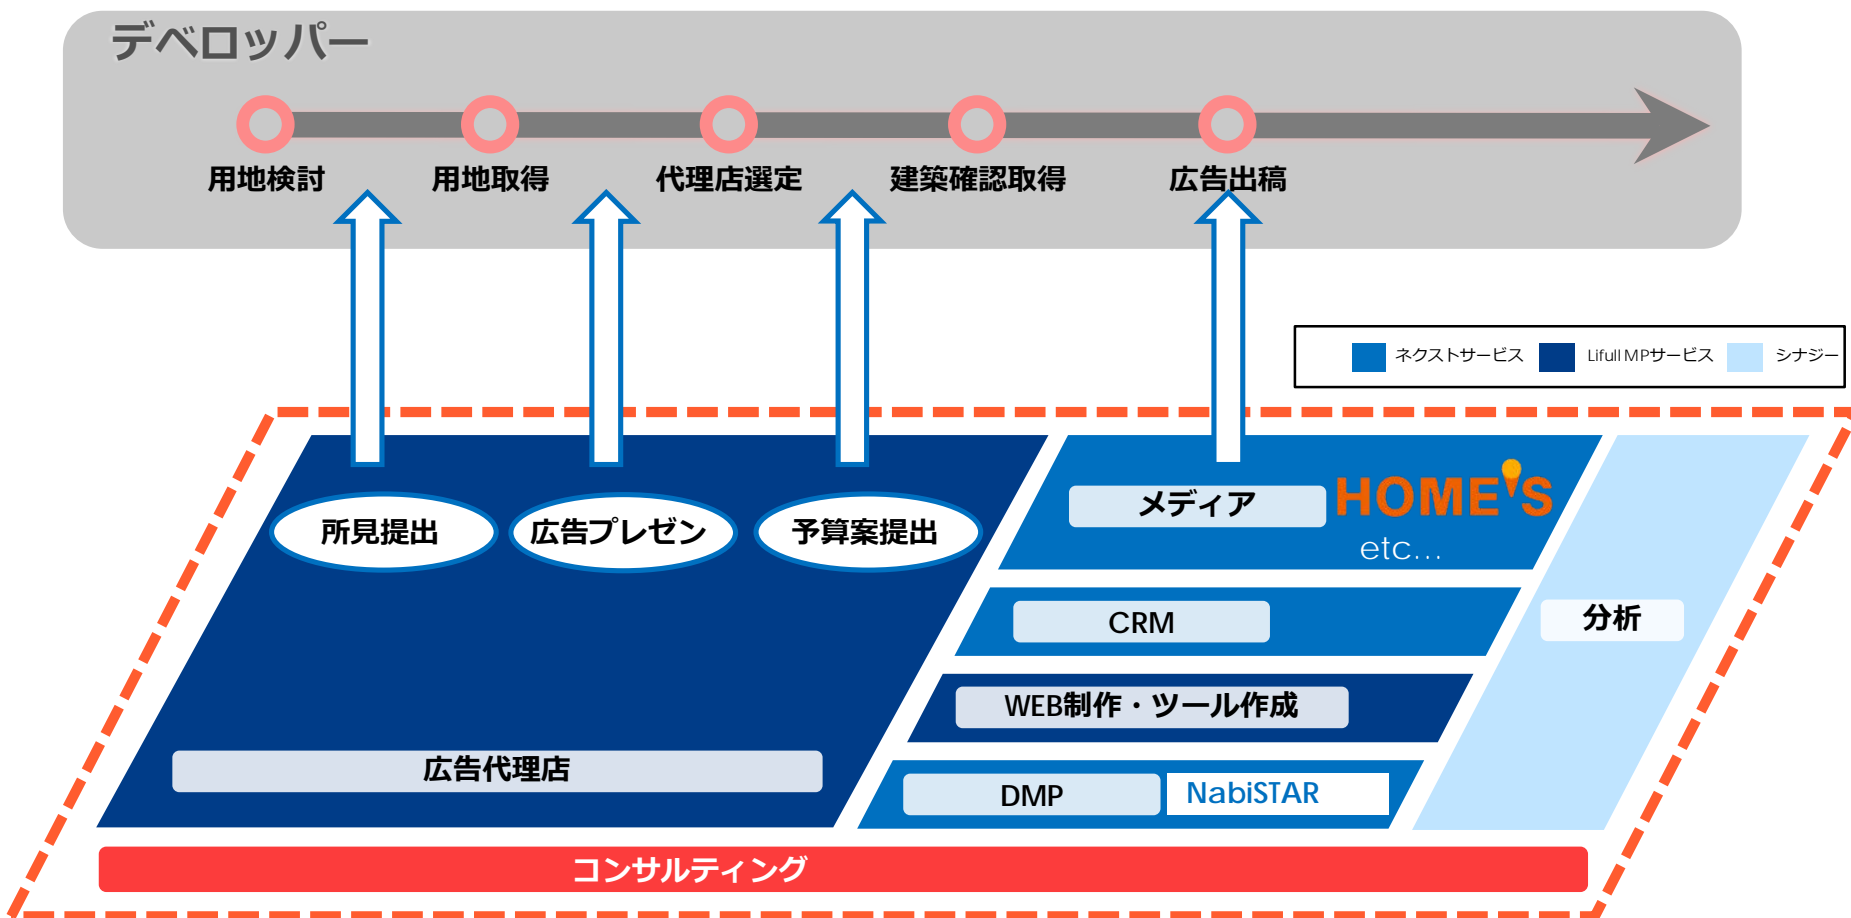 デベロッパー
用地検討
用地取得
代理店選定
建築確認取得
広告出稿
ネクストサービス
Lifull MPサービス
シナジー
所見提出
広告プレゼン
予算案提出
メディア
HOME'S
etc...
CRM
分析
WEB制作・ツール作成
広告代理店
DMP
NabiSTAR
コンサルティング